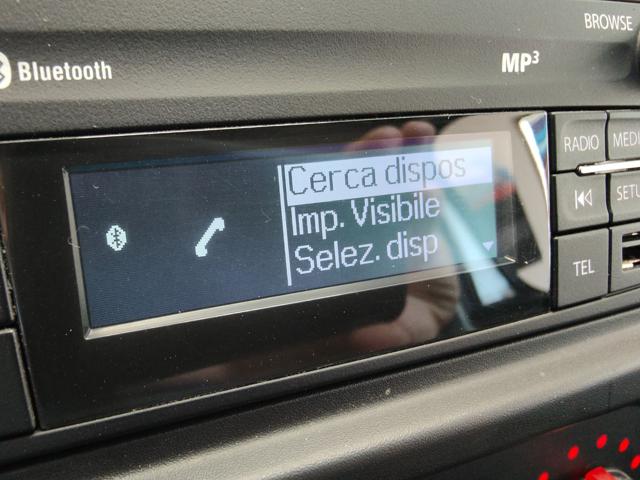 BROWSE
Bluetooth
MP3
RADIO
Cerca dispos
Imp. Visibile
Selez. disp
TEL